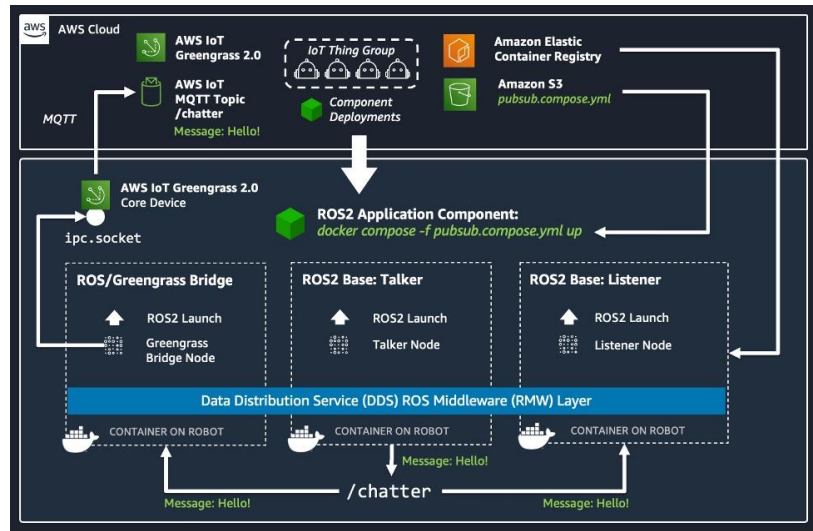 aws
AWS Cloud
AWS IoT
Greengrass 2.0
AWS IoT
MQTT Topic
/chatter
Message: Hello!
MQTT
IoT Thing Group
Component
Deployments
Amazon Elastic
Container Registry
Amazon S3
pubsub.compose.yml
AWS IoT Greengrass 2.0
Core Device
ipc.socket
ROS2 Application Component:
docker compose -f pubsub.compose.yml up
ROS/Greengrass Bridge
ROS2 Launch
Greengrass
Bridge Node
ROS2 Base: Talker
ROS2 Launch
Talker Node
ROS2 Base: Listener
ROS2 Launch
Listener Node
Data Distribution Service (DDS) ROS Middleware (RMW) Layer
CONTAINER ON ROBOT
CONTAINER ON ROBOT
CONTAINER ON ROBOT
Message: Hello!
/chatter
Message: Hello!
Message: Hello!